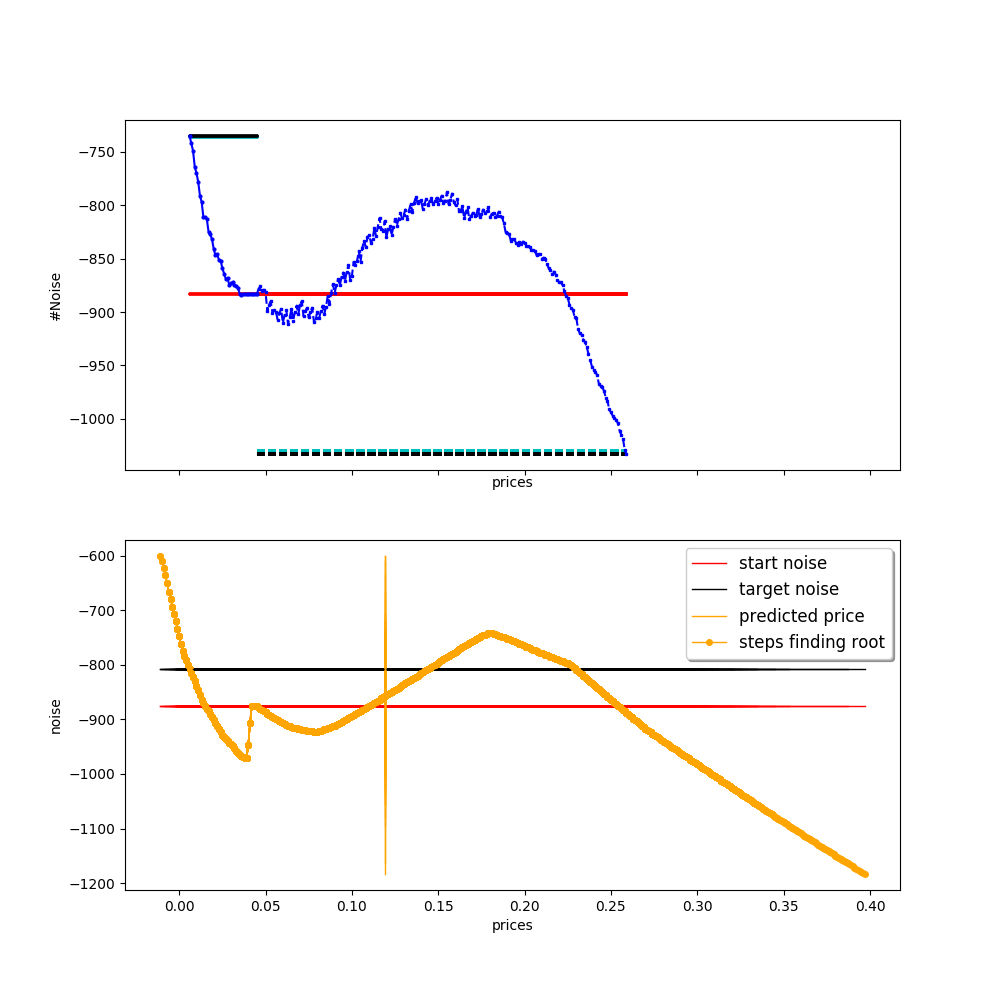 −750
−800
−850
−900
−950
−1000
#Noise
prices
−600
−700
−800
−900
−1000
−1100
−1200
noise
start noise
target noise
predicted price
steps finding root
0.00 0.05 0.10 0.15 0.20 0.25 0.30 0.35 0.40
prices